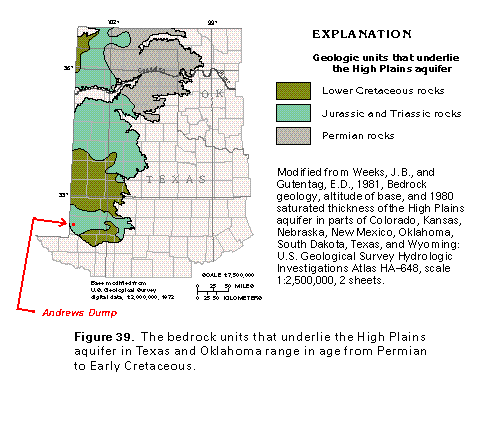 102°
99°
EXPLANATION
Geologic units that underlie
the High Plains aquifer
36°
OK
Lower Cretaceous rocks
Jurassic and Triassic rocks
Permian rocks
TEXAS
33°
Modified from Weeks, J.B., and
Gutentag, E.D., 1981, Bedrock
geology, altitude of base, and 1980
saturated thickness of the High Plains
aquifer in parts of Colorado, Kansas,
Nebraska, New Mexico, Oklahoma,
South Dakota, Texas, and Wyoming:
U.S. Geological Survey Hydrologic
Investigations Atlas HA–648, scale
1:2,500,000, 2 sheets.
SCALE 1:7,500,000
0 25 50 MILES
0 25 50 KILOMETERS
Base modified from
U.S. Geological Survey
digital data, 1:2,000,000, 1972
Andrews Dump
Figure 39. The bedrock units that underlie the High Plains
aquifer in Texas and Oklahoma range in age from Permian
to Early Cretaceous.